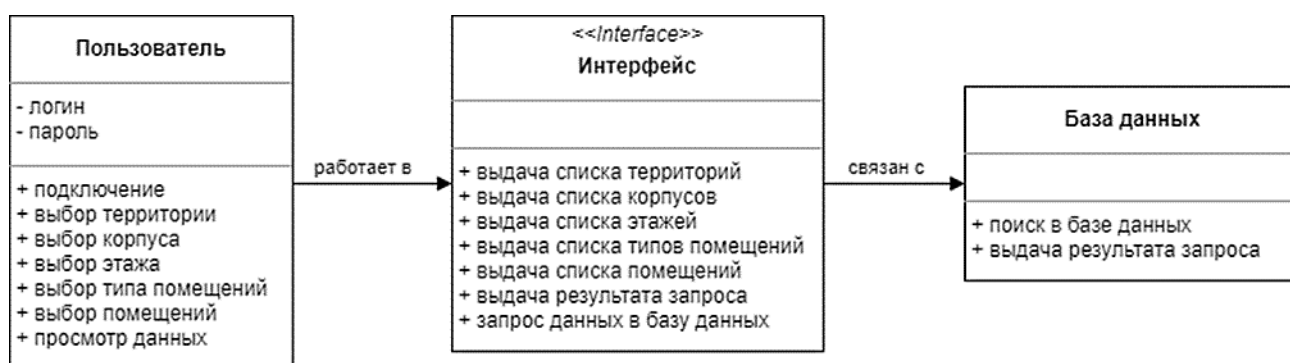 Пользователь
- логин
- пароль
+ подключение
+ выбор территории
+ выбор корпуса
+ выбор этажа
+ выбор типа помещений
+ выбор помещений
+ просмотр данных
работает в
<<Interface>>
Интерфейс
+ выдача списка территорий
+ выдача списка корпусов
+ выдача списка этажей
+ выдача списка типов помещений
+ выдача списка помещений
+ выдача результата запроса
+ запрос данных в базу данных
связан с
База данных
+ поиск в базе данных
+ выдача результата запроса